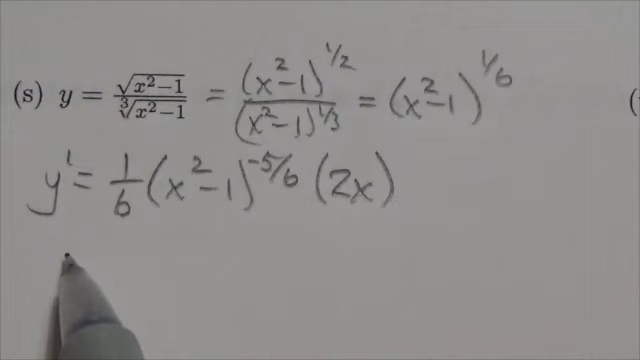 (s) y = √(x²−1) / ∛(x²−1) = (x²−1)^1/2 / (x²−1)^1/3 = (x²−1)^1/6 (
y' = 1/6 (x²−1)^−5/6 (2x)